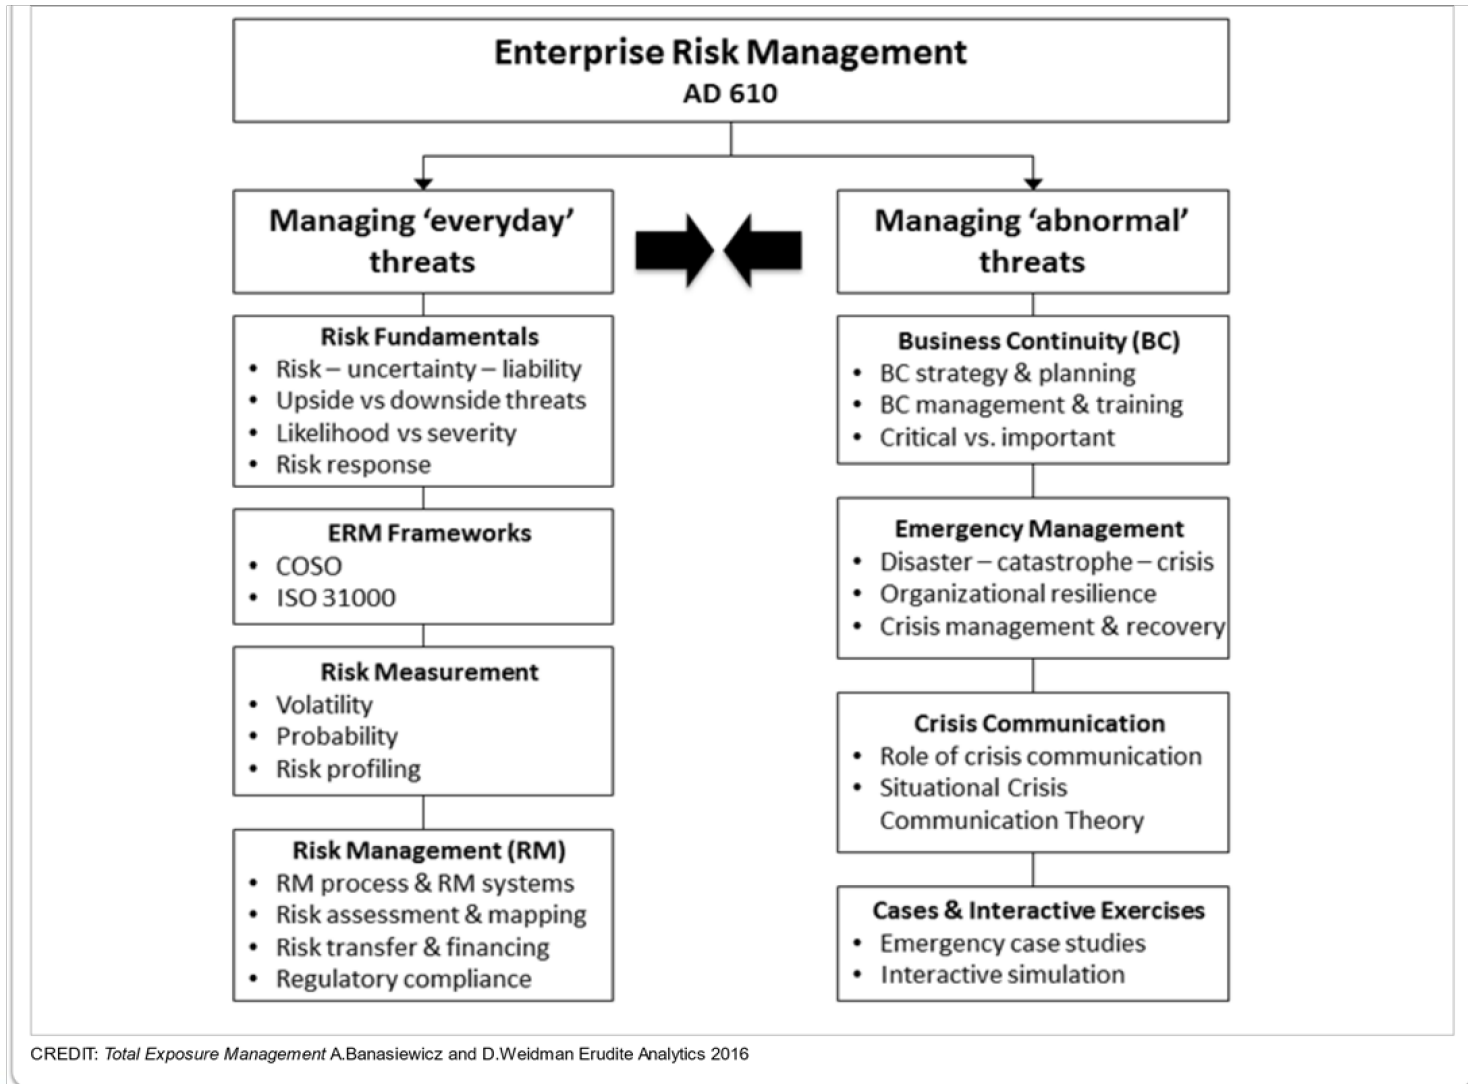 Enterprise Risk Management
AD 610
Managing ‘everyday’
threats
Risk Fundamentals
• Risk – uncertainty – liability
• Upside vs downside threats
• Likelihood vs severity
• Risk response
ERM Frameworks
• COSO
• ISO 31000
Risk Measurement
• Volatility
• Probability
• Risk profiling
Risk Management (RM)
• RM process & RM systems
• Risk assessment & mapping
• Risk transfer & financing
• Regulatory compliance
Managing ‘abnormal’
threats
Business Continuity (BC)
• BC strategy & planning
• BC management & training
• Critical vs. important
Emergency Management
• Disaster – catastrophe – crisis
• Organizational resilience
• Crisis management & recovery
Crisis Communication
• Role of crisis communication
• Situational Crisis
Communication Theory
Cases & Interactive Exercises
• Emergency case studies
• Interactive simulation
CREDIT: Total Exposure Management A.Banasiewicz and D.Weidman Erudite Analytics 2016